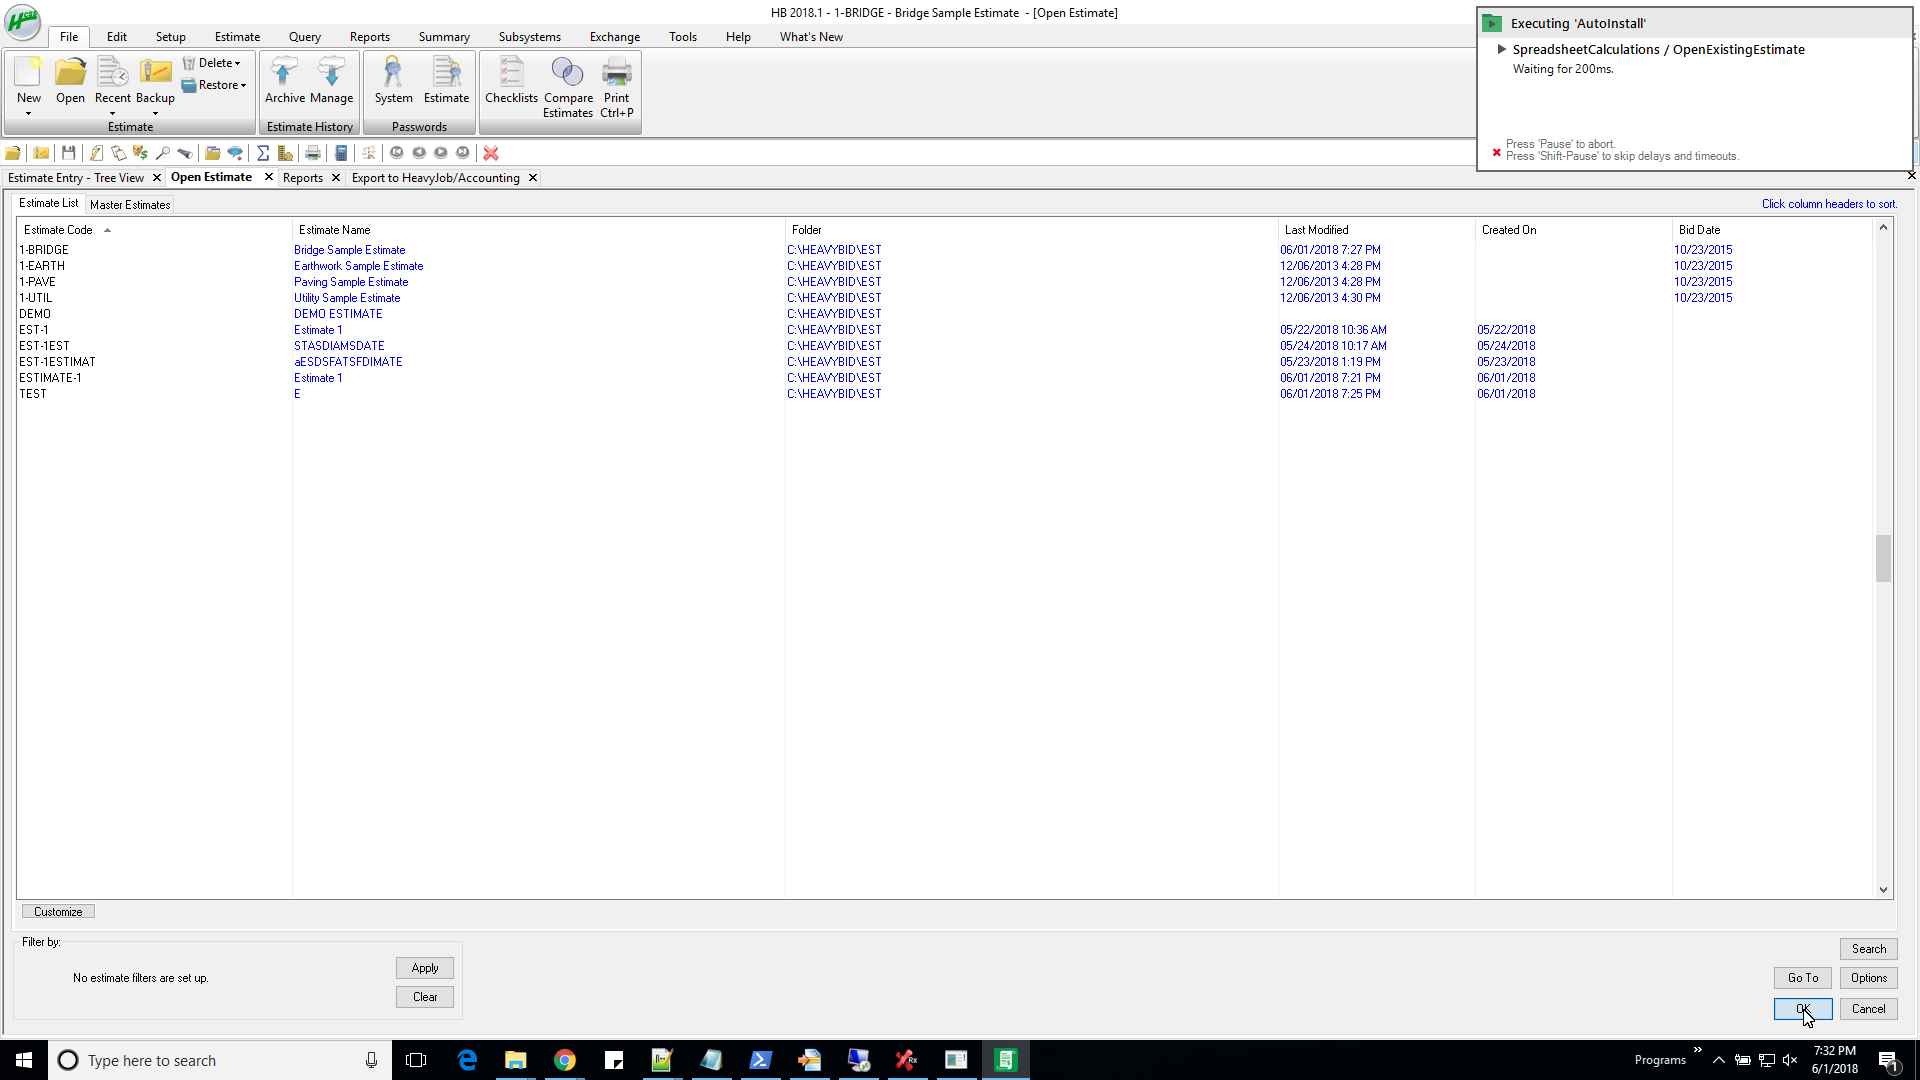 HB 2018.1 - 1-BRIDGE - Bridge Sample Estimate - [Open Estimate]
File Edit Setup Estimate Query Reports Summary Subsystems Exchange Tools Help What's New
New Open Recent Backup Delete Restore
Estimate
Archive Manage
Estimate History
System Estimate
Passwords
Checklists Compare Estimates Print Ctrl+P
Executing 'AutoInstall'
SpreadsheetCalculations / OpenExistingEstimate
Waiting for 200ms.
Press 'Pause' to abort.
Press 'Shift-Pause' to skip delays and timeouts.
Estimate Entry - Tree View Open Estimate Reports Export to HeavyJob/Accounting
Estimate List Master Estimates Click column headers to sort.
Estimate Code Estimate Name Folder Last Modified Created On Bid Date
1-BRIDGE Bridge Sample Estimate C:\HEAVYBID\EST 06/01/2018 7:27 PM 10/23/2015
1-EARTH Earthwork Sample Estimate C:\HEAVYBID\EST 12/06/2013 4:28 PM 10/23/2015
1-PAVE Paving Sample Estimate C:\HEAVYBID\EST 12/06/2013 4:28 PM 10/23/2015
1-UTIL Utility Sample Estimate C:\HEAVYBID\EST 12/06/2013 4:30 PM 10/23/2015
DEMO DEMO ESTIMATE C:\HEAVYBID\EST
EST-1 Estimate 1 C:\HEAVYBID\EST 05/22/2018 10:36 AM 05/22/2018
EST-1EST STASDIAMSDATE C:\HEAVYBID\EST 05/24/2018 10:17 AM 05/24/2018
EST-1ESTIMAT aESDSFATSFDIMATE C:\HEAVYBID\EST 05/23/2018 1:19 PM 05/23/2018
ESTIMATE-1 Estimate 1 C:\HEAVYBID\EST 06/01/2018 7:21 PM 06/01/2018
TEST E C:\HEAVYBID\EST 06/01/2018 7:25 PM 06/01/2018
Customize
Filter by:
No estimate filters are set up.
Apply
Clear
Search
Go To Options
OK Cancel
Type here to search
Programs
7:32 PM
6/1/2018
1